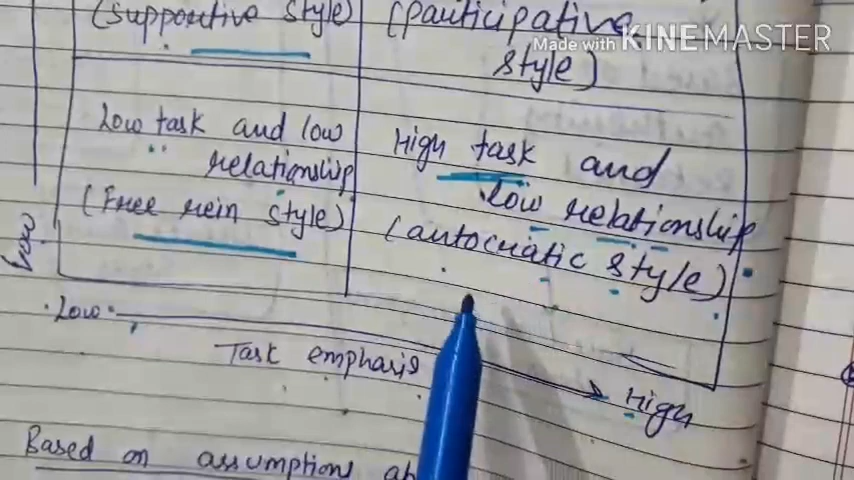 (supportive style) (participative
Made with KINEMASTER
style)
Low task and low
relationship
(Free rein style)
High task and
low relationship
(autocratic style)
Low
Low
Task emphasis
High
Based on assumptions